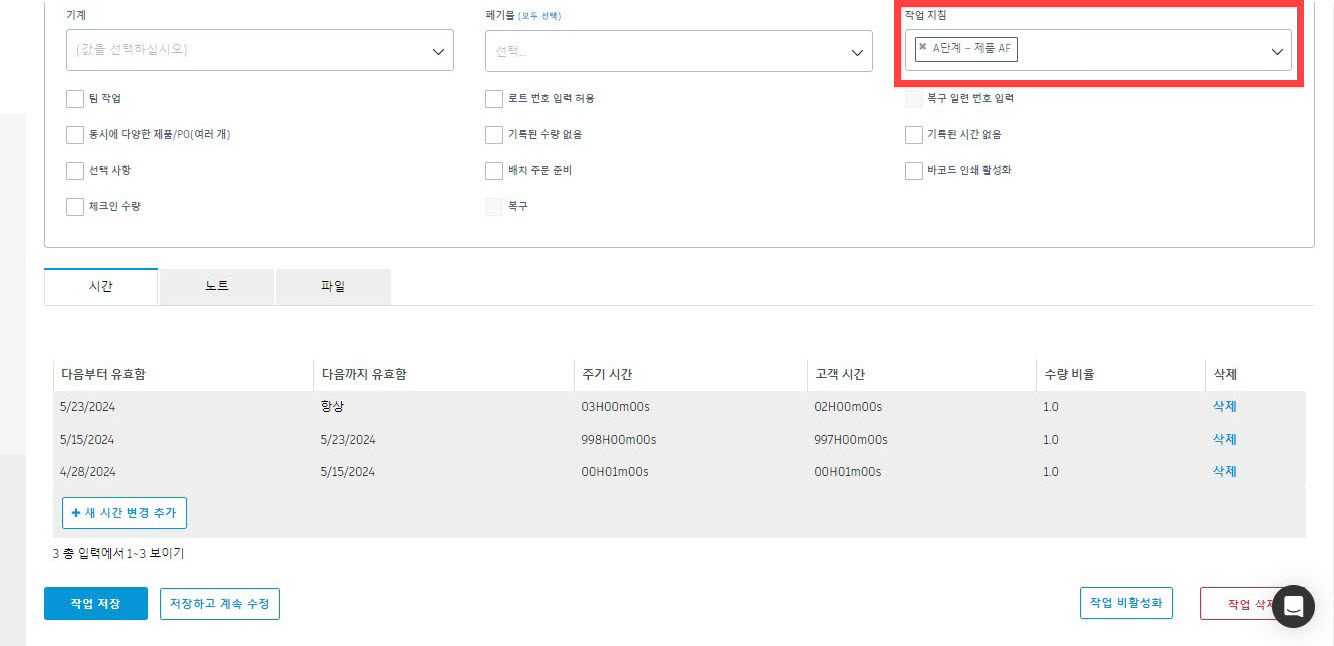 기계
폐기물 (모두 선택)
작업 지침
(값을 선택하십시오)
선택...
× A단계 – 제품 AF
팀 작업
로트 번호 입력 허용
복구 일련 번호 입력
동시에 다양한 제품/PO(여러 개)
기록된 수량 없음
기록된 시간 없음
선택 사항
배치 주문 준비
바코드 인쇄 활성화
체크인 수량
복구
시간
노트
파일
다음부터 유효함 다음까지 유효함 주기 시간 고객 시간 수량 비율 삭제
5/23/2024 항상 03H00m00s 02H00m00s 1.0 삭제
5/15/2024 5/23/2024 998H00m00s 997H00m00s 1.0 삭제
4/28/2024 5/15/2024 00H01m00s 00H01m00s 1.0 삭제
+ 새 시간 변경 추가
3 총 입력에서 1~3 보이기
작업 저장
저장하고 계속 수정
작업 비활성화
작업 삭제